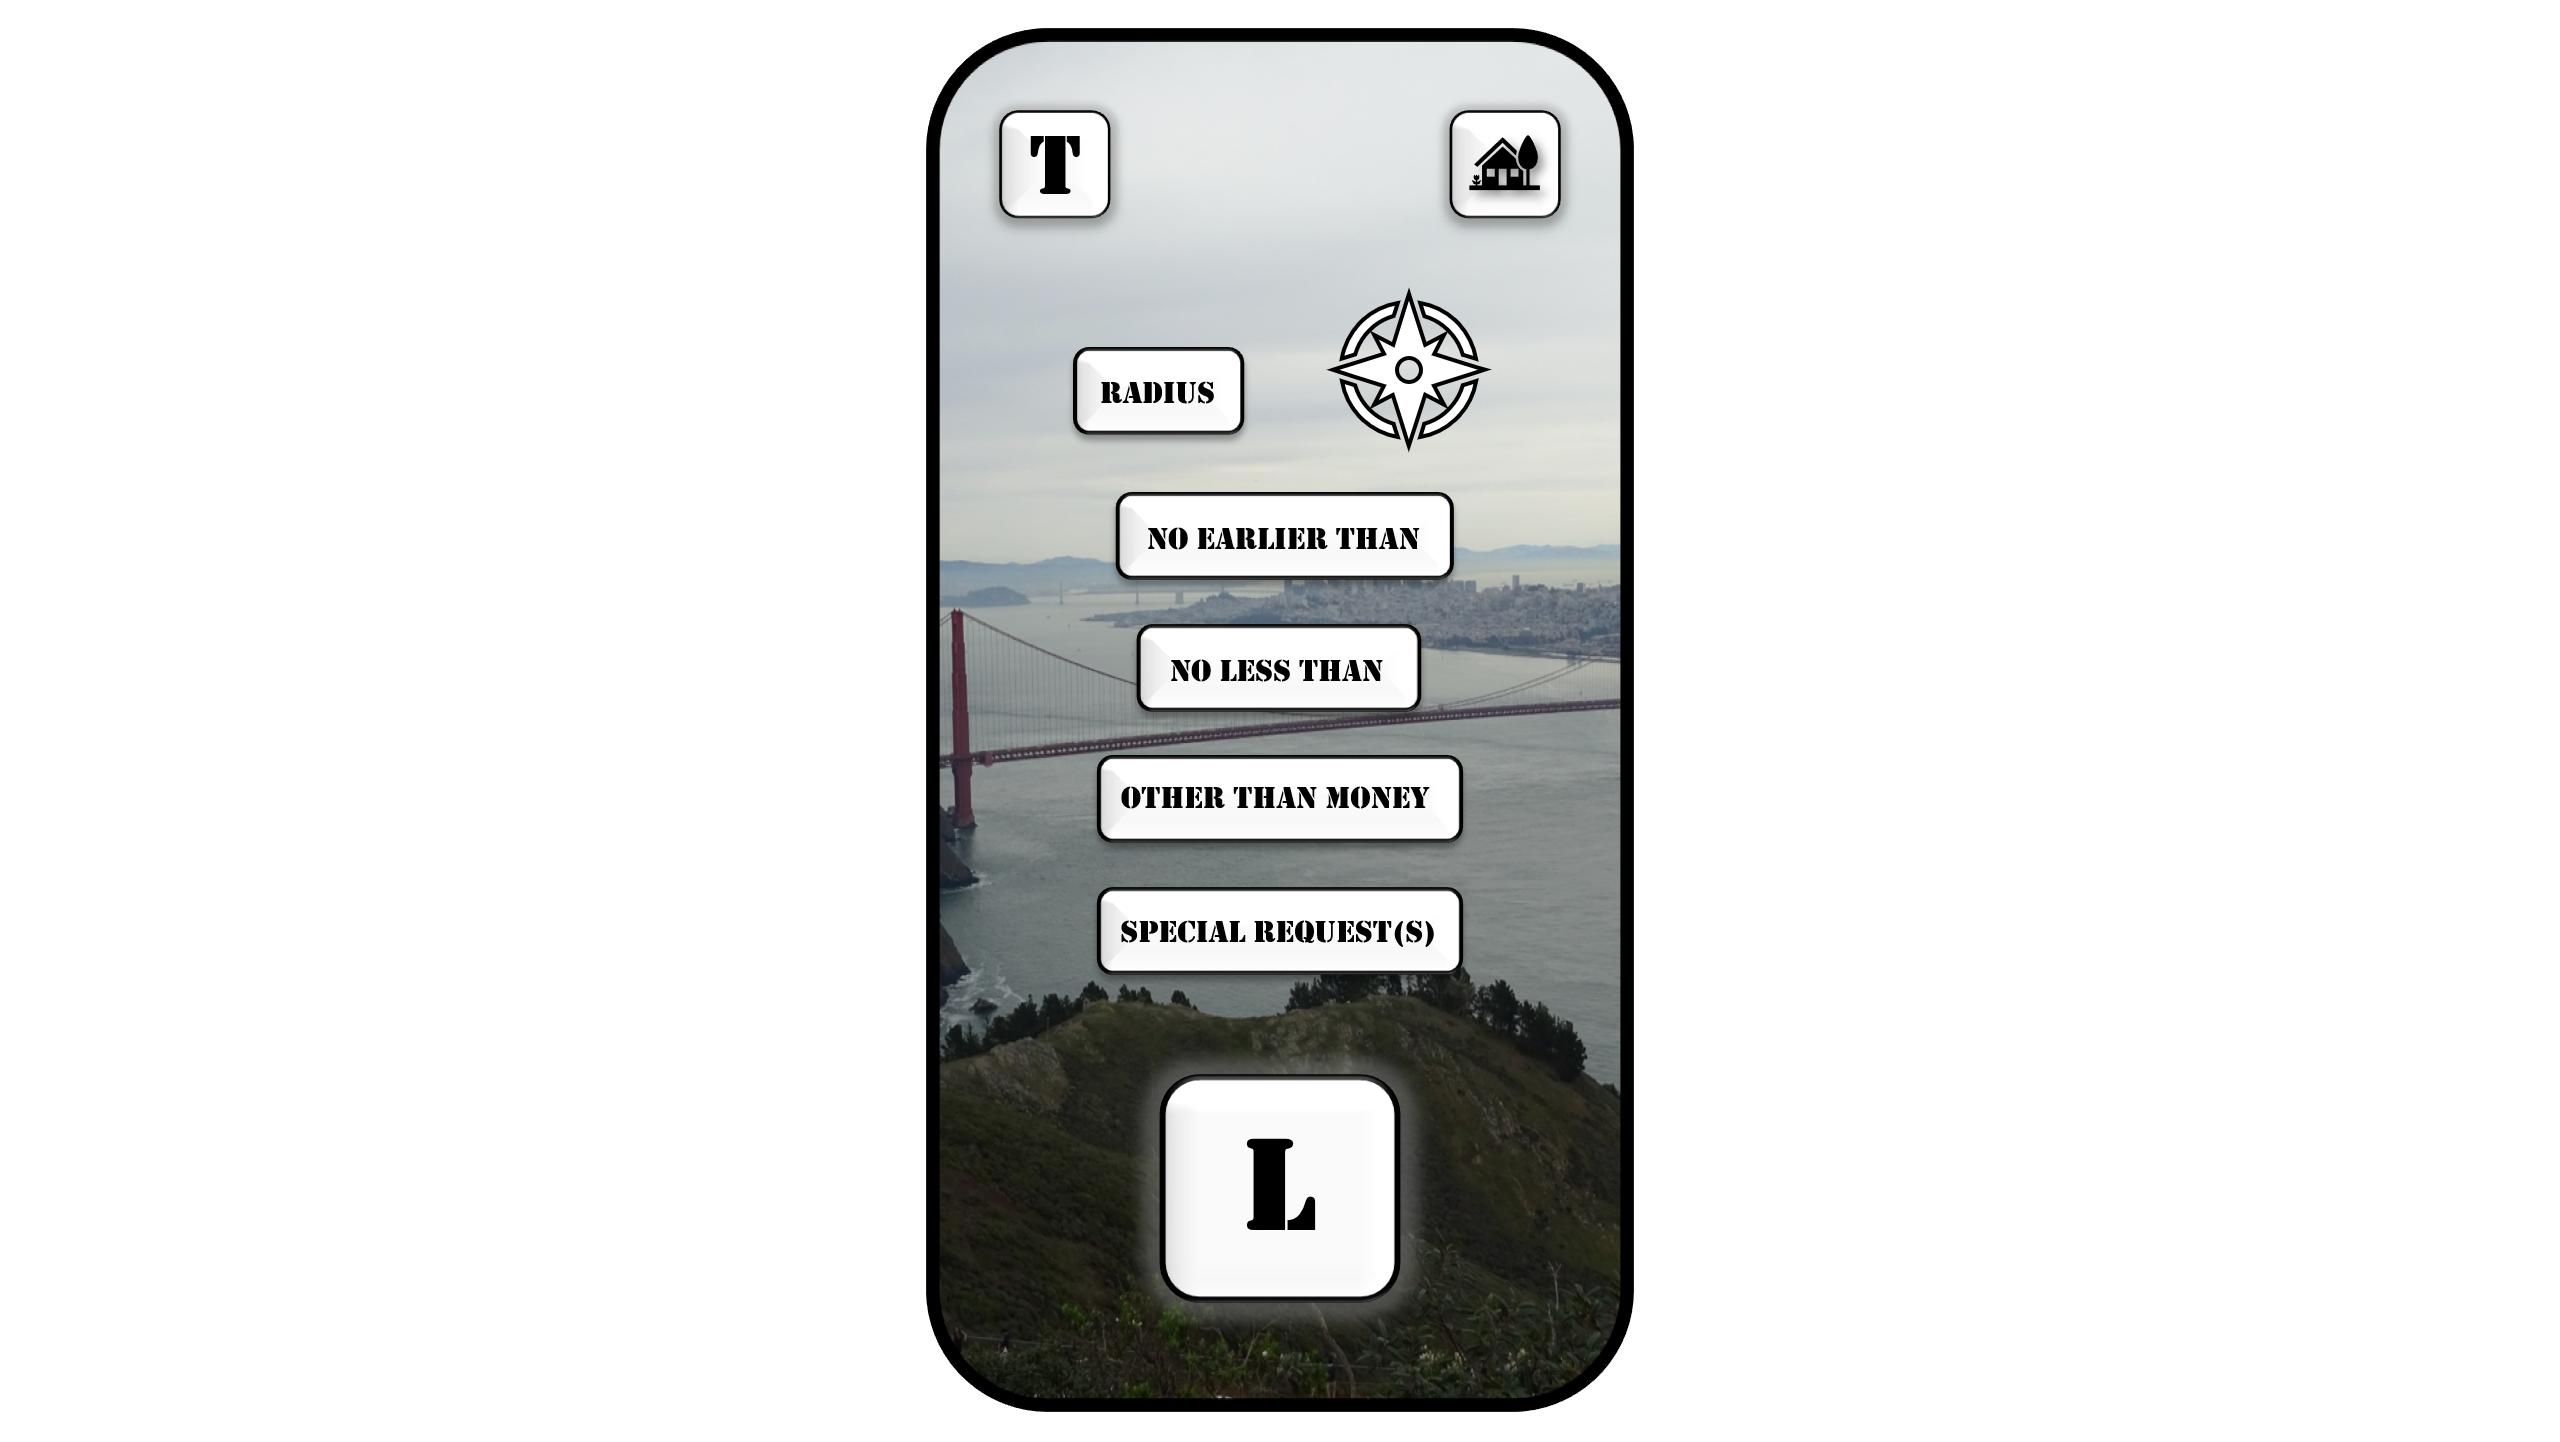 T
RADIUS
NO EARLIER THAN
NO LESS THAN
OTHER THAN MONEY
SPECIAL REQUEST(S)
L